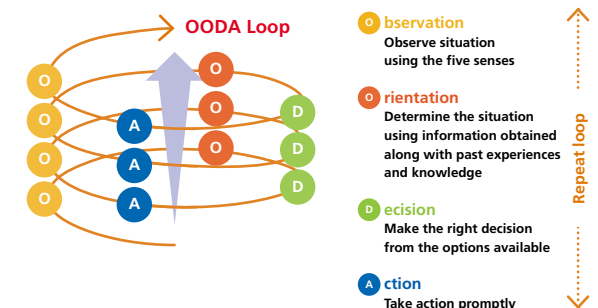 OODA Loop
O
O
O
O
O
O
O
A
A
A
D
D
D
O bservation
Observe situation
using the five senses
O rientation
Determine the situation
using information obtained
along with past experiences
and knowledge
D ecision
Make the right decision
from the options available
A ction
Take action promptly
Repeat loop